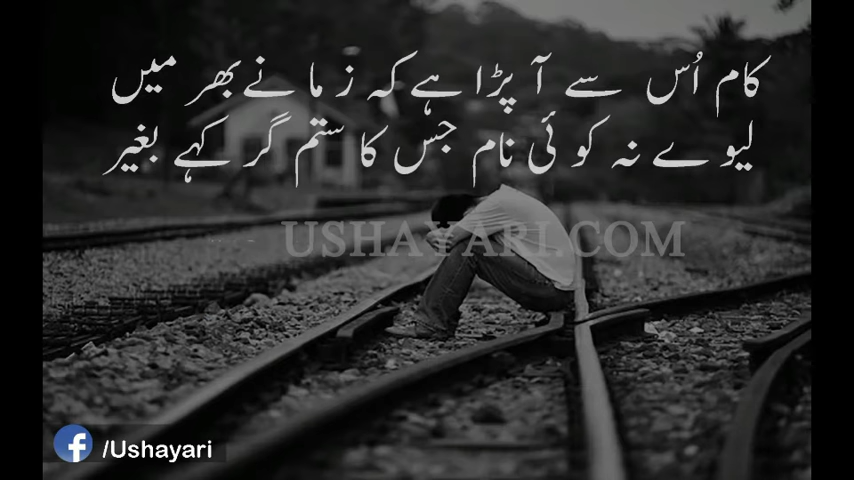 کام اُس سے آ پڑا ہے کہ زمانے بھر میں
لیوے نہ کوئی نام جس کا ستم گر کہے بغیر
USHAYARI.COM
/Ushayari